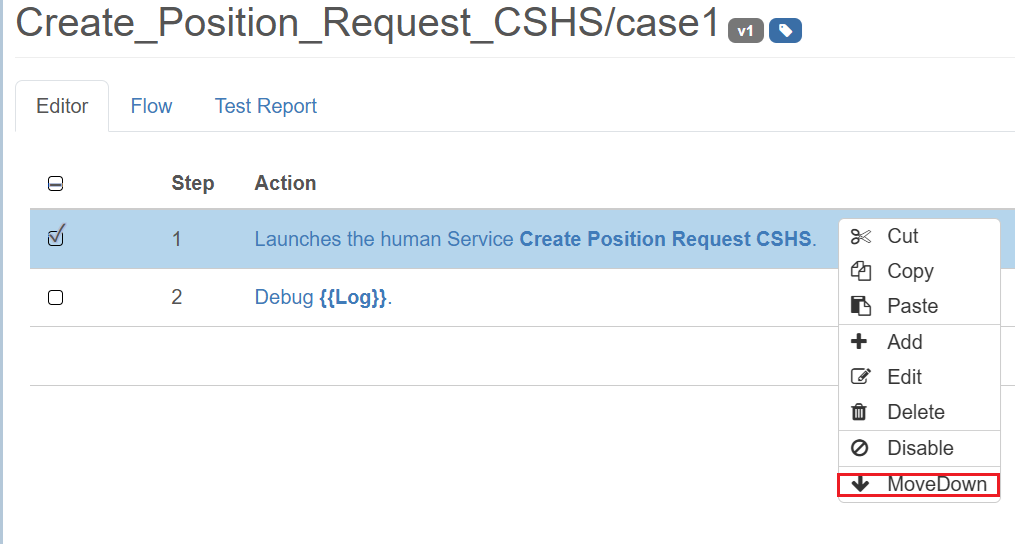 Create_Position_Request_CSHS/case1 v1
Editor Flow Test Report
Step Action
1 Launches the human Service Create Position Request CSHS.
2 Debug {{Log}}.
Cut
Copy
Paste
Add
Edit
Delete
Disable
MoveDown